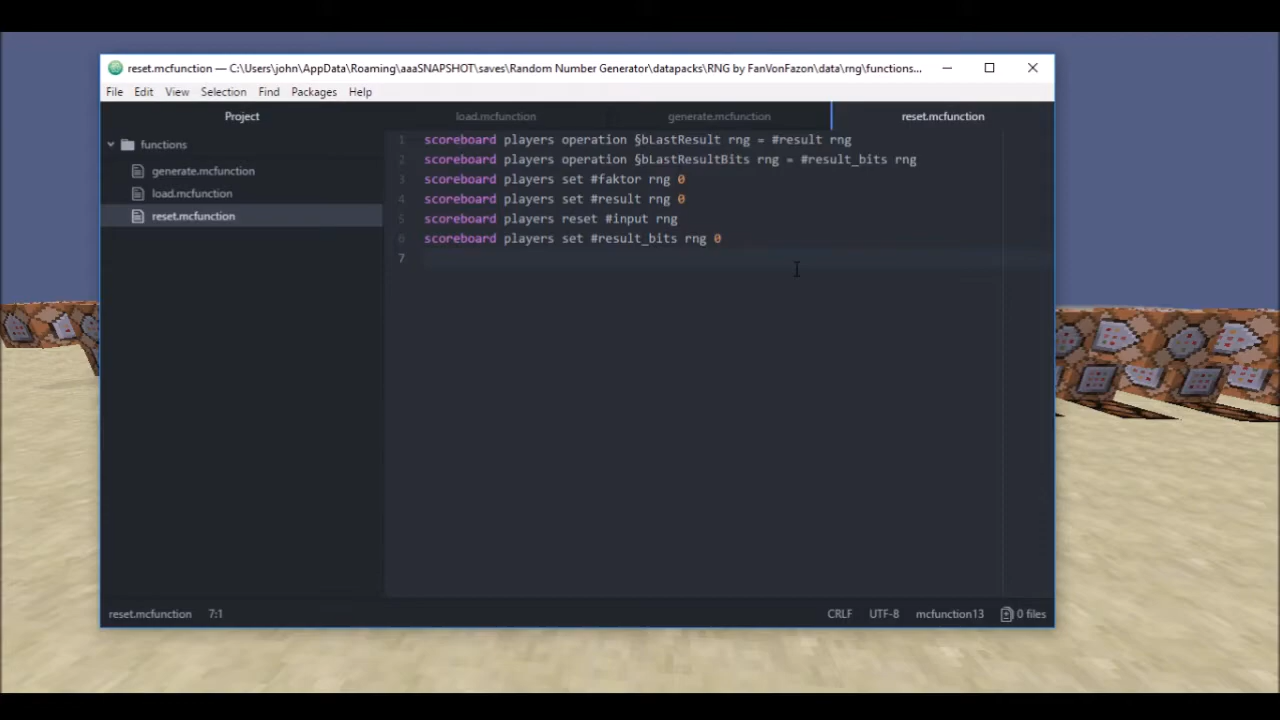 reset.mcfunction — C:\Users\john\AppData\Roaming\aaaSNAPSHOT\saves\Random Number Generator\datapacks\RNG by FanVonFazon\data\rng\functions...
File Edit View Selection Find Packages Help
Project
load.mcfunction
generate.mcfunction
reset.mcfunction
functions
generate.mcfunction
load.mcfunction
reset.mcfunction
1 scoreboard players operation §bLastResult rng = #result rng
2 scoreboard players operation §bLastResultBits rng = #result_bits rng
3 scoreboard players set #faktor rng 0
4 scoreboard players set #result rng 0
5 scoreboard players reset #input rng
6 scoreboard players set #result_bits rng 0
7
reset.mcfunction 7:1
CRLF UTF-8 mcfunction13 0 files